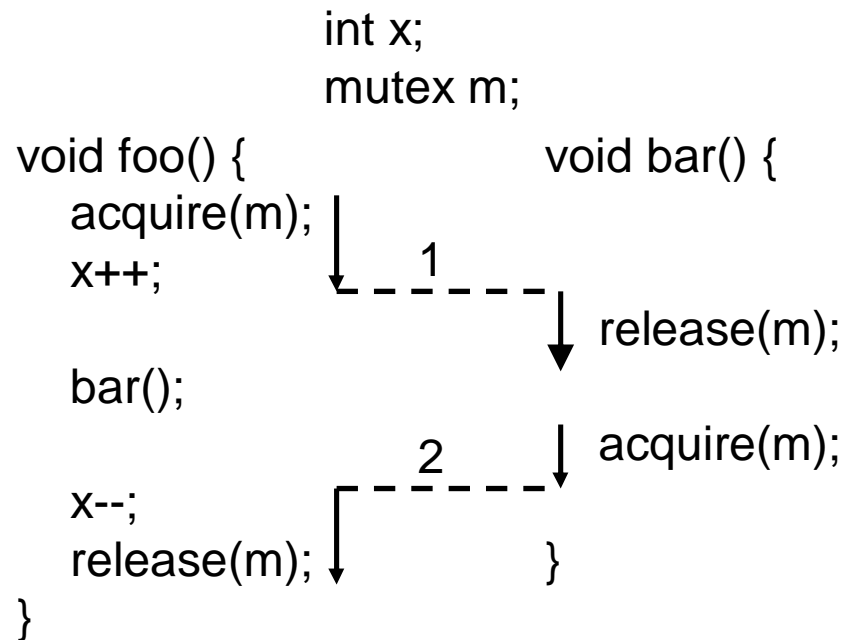 int x;
mutex m;
void foo() {
acquire(m);
x++;
bar();
x--;
release(m);
}
1
2
void bar() {
release(m);
acquire(m);
}